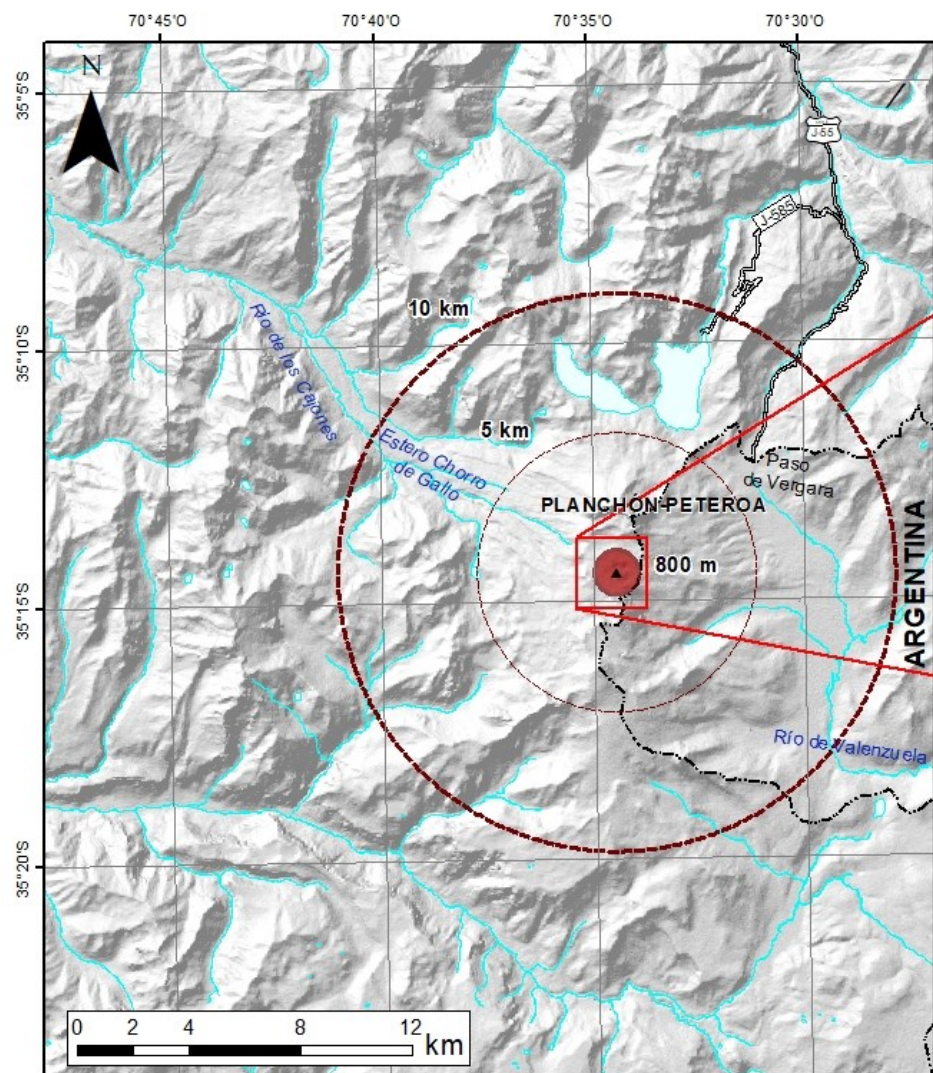 70°45'O
70°40'O
70°35'O
70°30'O
35°5'S
N
J-55
J-585
10 km
35°10'S
Río de los Cajones
5 km
Estero Chorro
de Galto
Paso
de Vergara
PLANCHÓN-PETEROA
800 m
ARGENTINA
35°15'S
Río de Valenzuela
35°20'S
0 2 4 8 12
km